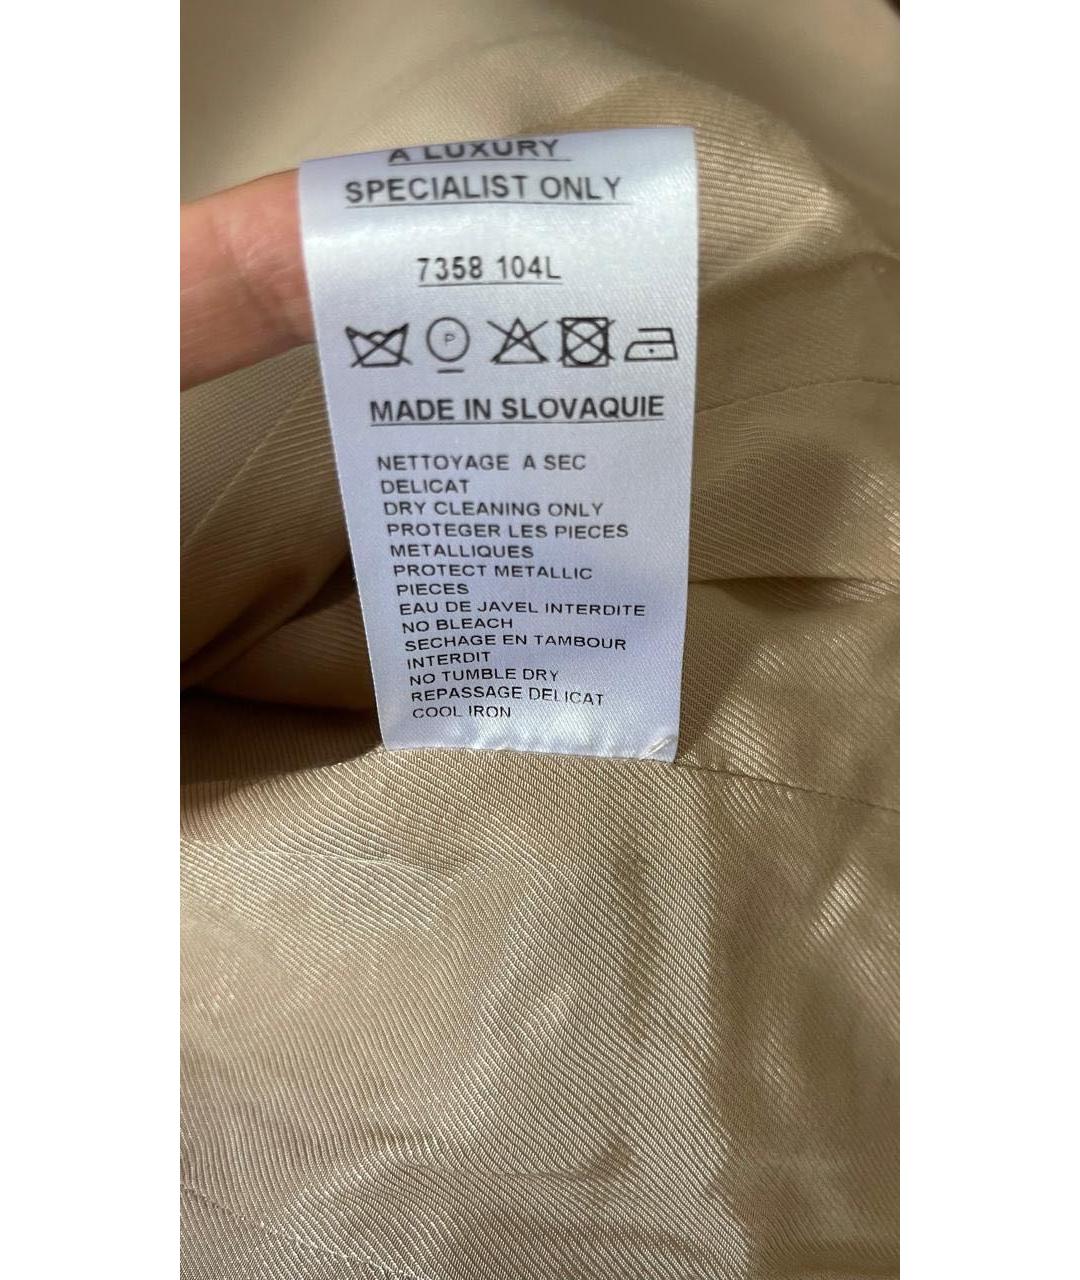 A LUXURY
SPECIALIST ONLY
7358 104L
P
MADE IN SLOVAQUIE
NETTOYAGE A SEC
DELICAT
DRY CLEANING ONLY
PROTEGER LES PIECES
METALLIQUES
PROTECT METALLIC
PIECES
EAU DE JAVEL INTERDITE
NO BLEACH
SECHAGE EN TAMBOUR
INTERDIT
NO TUMBLE DRY
REPASSAGE DELICAT
COOL IRON